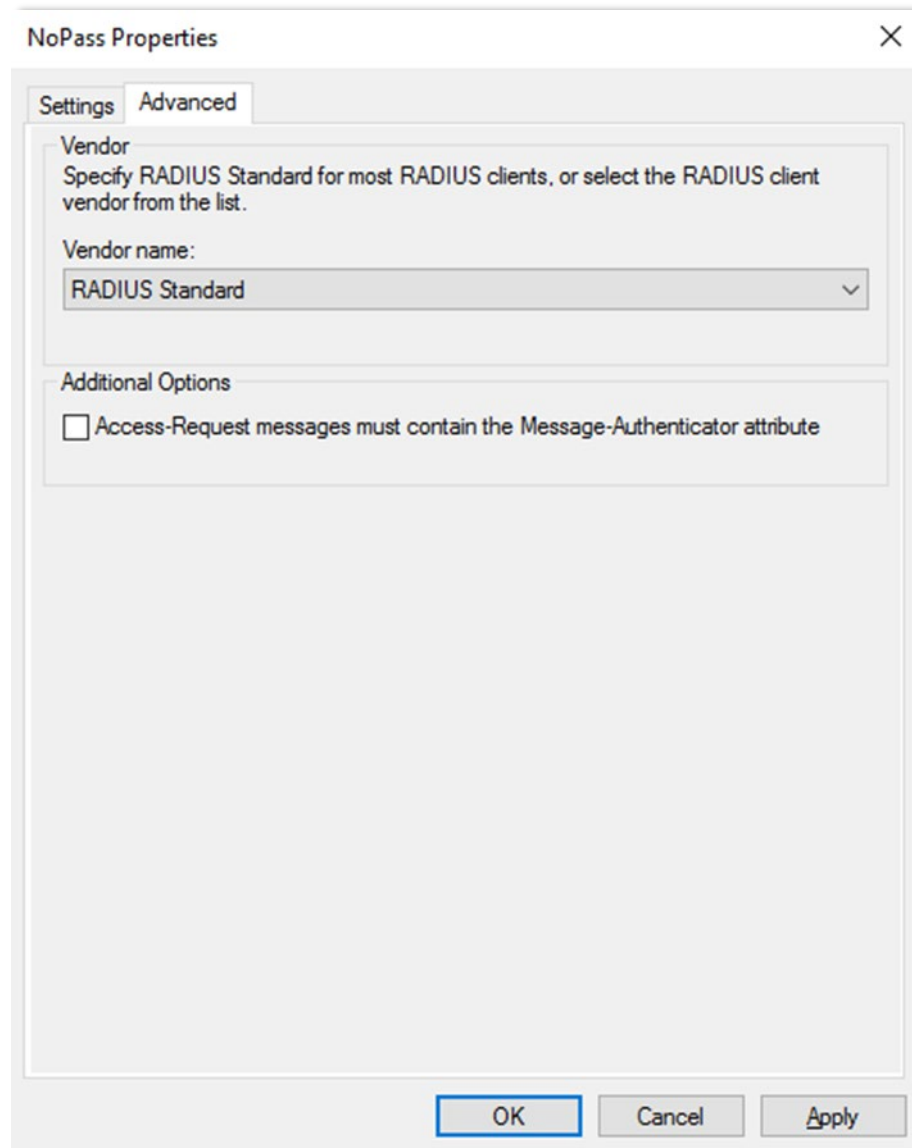 NoPass Properties
Settings
Advanced
Vendor
Specify RADIUS Standard for most RADIUS clients, or select the RADIUS client
vendor from the list.
Vendor name:
RADIUS Standard
Additional Options
Access-Request messages must contain the Message-Authenticator attribute
OK
Cancel
Apply